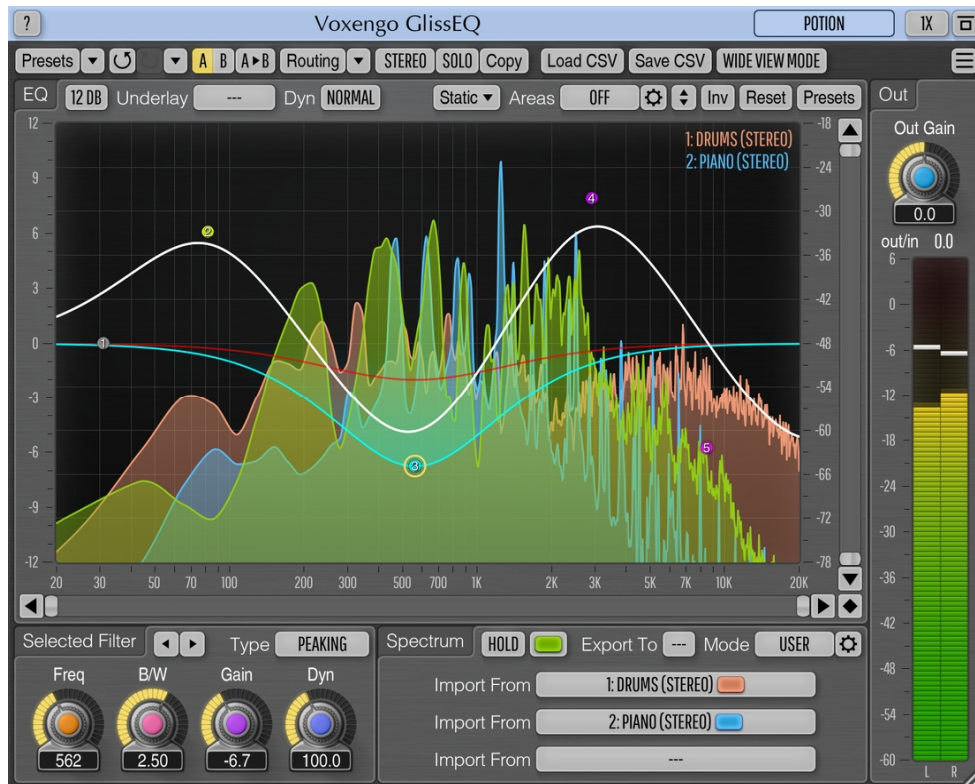 ? Voxengo GlissEQ POTION 1X
Presets A B A▸B Routing STEREO SOLO Copy Load CSV Save CSV WIDE VIEW MODE
EQ 12 DB Underlay --- Dyn NORMAL Static Areas OFF Inv Reset Presets Out
12 -18 Out Gain
1: DRUMS (STEREO)
2: PIANO (STEREO)
9 -24
4
0.0
6 2 -30
out/in 0.0
-36 6
3 -42 0
0 1 -48 -6
-3 -54 -12
-60 -18
-6 3 5 -66 -24
-9 -72 -30
-12 -78
20 30 50 70 100 200 300 500 700 1K 2K 3K 5K 7K 10K 20K -36
-42
Selected Filter Type PEAKING Spectrum HOLD Export To --- Mode USER
-48
Freq B/W Gain Dyn
Import From 1: DRUMS (STEREO)
-54
Import From 2: PIANO (STEREO)
562 2.50 -6.7 100.0 Import From --- -60
L R